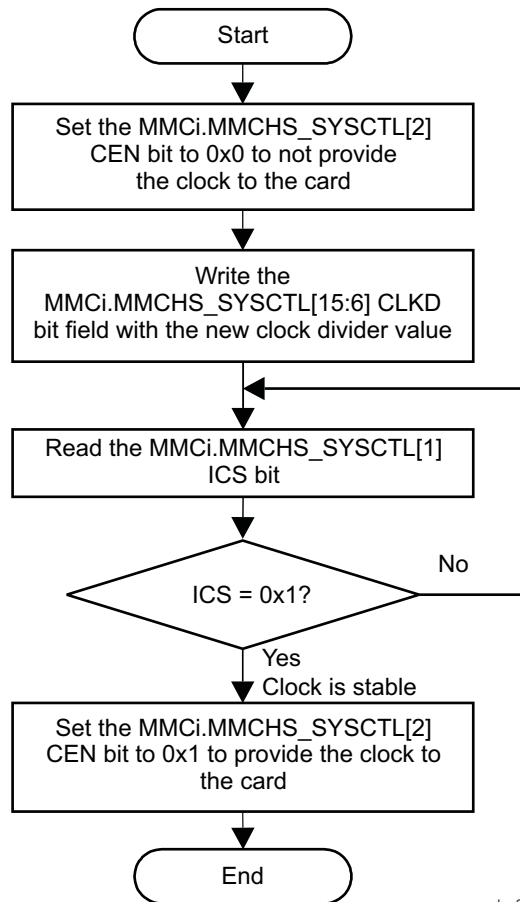 Start
Set the MMCi.MMCHS_SYSCTL[2]
CEN bit to 0x0 to not provide
the clock to the card
Write the
MMCi.MMCHS_SYSCTL[15:6] CLKD
bit field with the new clock divider value
Read the MMCi.MMCHS_SYSCTL[1]
ICS bit
ICS = 0x1?
No
Yes
Clock is stable
Set the MMCi.MMCHS_SYSCTL[2]
CEN bit to 0x1 to provide the clock to
the card
End